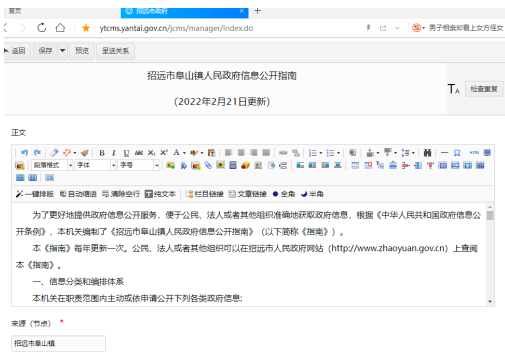 首页
招远市政府
ytcms.yantai.gov.cn/jcms/manager/index.do
男子相亲却看上女方侄女
返回 保存 预览 呈送关系
招远市阜山镇人民政府信息公开指南
（2022年2月21日更新）
检查重复
正文
段落格式 字体 字号
一键排版 自动缩进 清除空行 纯文本 栏目链接 文章链接 全角 半角
为了更好地提供政府信息公开服务，便于公民、法人或者其他组织准确地获取政府信息，根据《中华人民共和国政府信息公
开条例》，本机关编制了《招远市阜山镇人民政府信息公开指南》（以下简称《指南》）。
本《指南》每年更新一次。公民、法人或者其他组织可以在招远市人民政府网站（http://www.zhaoyuan.gov.cn）上查阅
本《指南》。
一、信息分类和编排体系
本机关在职责范围内主动或依申请公开下列各类政府信息:
来源（节点） *
招远市阜山镇